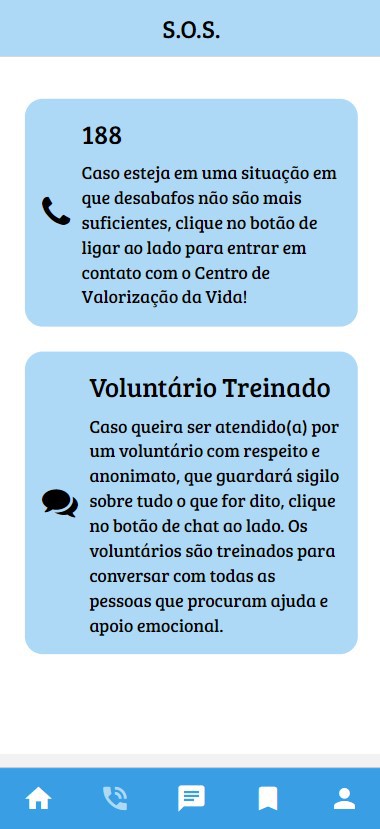 S.O.S.
188
Caso esteja em uma situação em
que desabafos não são mais
suficientes, clique no botão de
ligar ao lado para entrar em
contato com o Centro de
Valorização da Vida!
Voluntário Treinado
Caso queira ser atendido(a) por
um voluntário com respeito e
anonimato, que guardará sigilo
sobre tudo o que for dito, clique
no botão de chat ao lado. Os
voluntários são treinados para
conversar com todas as
pessoas que procuram ajuda e
apoio emocional.